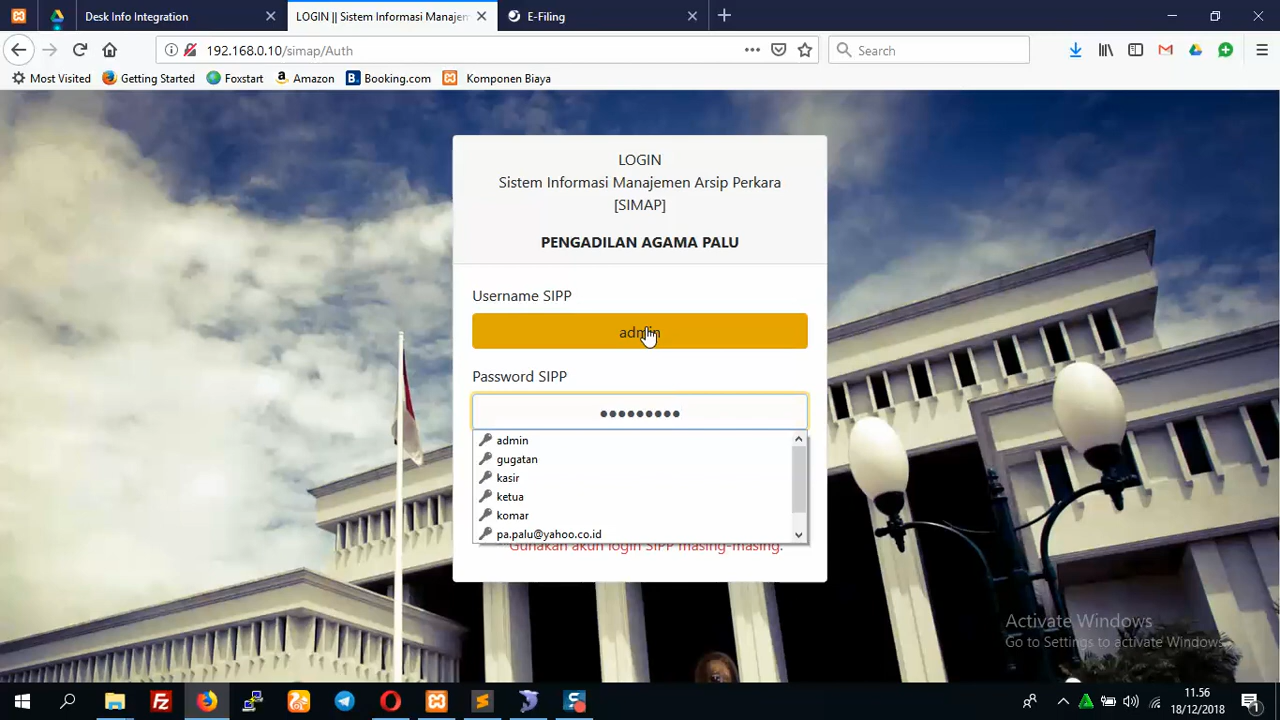 Desk Info Integration
LOGIN || Sistem Informasi Manajem
E-Filing
192.168.0.10/simap/Auth
Search
Most Visited
Getting Started
Foxstart
Amazon
Booking.com
Komponen Biaya
LOGIN
Sistem Informasi Manajemen Arsip Perkara
[SIMAP]
PENGADILAN AGAMA PALU
Username SIPP
admin
Password SIPP
admin
gugatan
kasir
ketua
komar
pa.palu@yahoo.co.id
Gunakan akun login SIPP masing-masing.
Activate Windows
Go to Settings to activate Windows.
11.56
18/12/2018